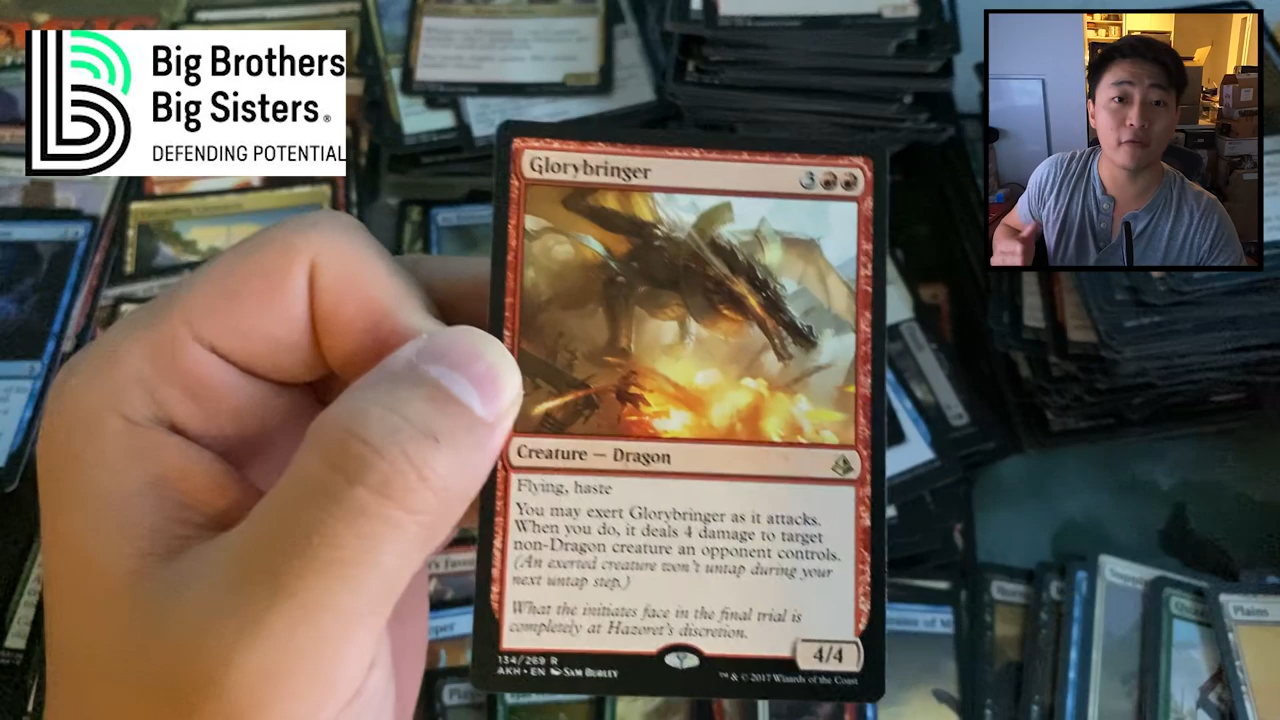 Big Brothers
Big Sisters®
DEFENDING POTENTIAL
Glorybringer
3
Creature — Dragon
Flying, haste
You may exert Glorybringer as it attacks.
When you do, it deals 4 damage to target
non-Dragon creature an opponent controls.
(An exerted creature won't untap during your
next untap step.)
What the initiates face in the final trial is
completely at Hazoret's discretion.
4/4
134/269 R
AKH • EN SAM BURLEY
™ & © 2017 Wizards of the Coast
Plains